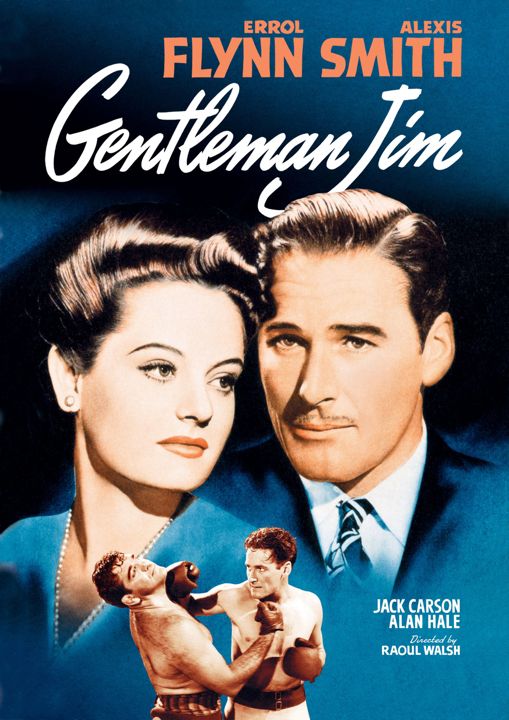 ERROL ALEXIS
FLYNN SMITH
Gentleman Jim
JACK CARSON
ALAN HALE
Directed by
RAOUL WALSH